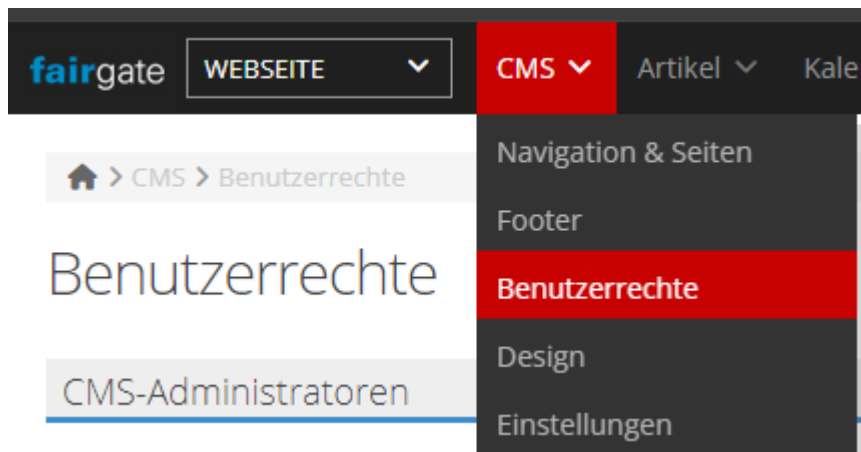 fairgate WEBSEITE CMS Artikel
Navigation & Seiten
CMS Benutzerrechte
Footer
Benutzerrechte
Benutzerrechte
Design
CMS-Administratoren
Einstellungen